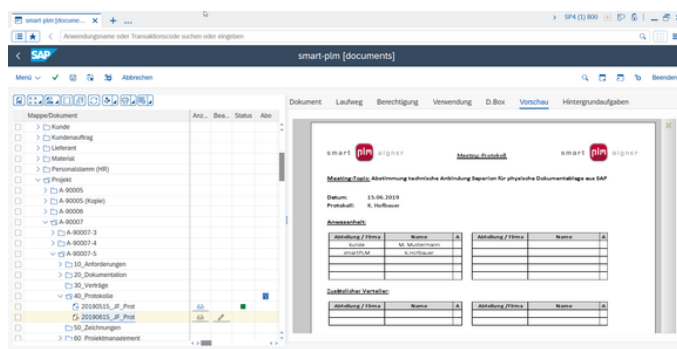 smart-plm [docume... × + ...
SP4 (1) 800
Anwendungsname oder Transaktionscode suchen oder eingeben
SAP
smart-plm [documents]
Menü
Abbrechen
Beenden
Dokument Laufweg Berechtigung Verwendung D.Box Vorschau Hintergrundaufgaben
Mappe/Dokument Anz... Bea... Status Abo
Kunde
Kundenauftrag
Lieferant
Material
Personalstamm (HR)
Projekt
A-90005
A-90005 (Kopie)
A-90006
A-90007
A-90007-3
A-90007-4
A-90007-5
10_Anforderungen
20_Dokumentation
30_Verträge
40_Protokolle
20190515_JF_Prot
20190615_JF_Prot
50_Zeichnungen
60_Projektmanagement
smart plm aigner
Meeting-Protokoll
smart plm aigner
Meeting-Topic: Abstimmung technische Anbindung Saperion für physische Dokumentablage aus SAP
Datum: 15.06.2019
Protokoll: K. Hofbauer
Anwesenheit:
Abteilung / Firma Name A Abteilung / Firma Name A
Kunde M. Mustermann
smartPLM K.Hofbauer
Zusätzlicher Verteiler:
Abteilung / Firma Name A Abteilung /Firma Name A